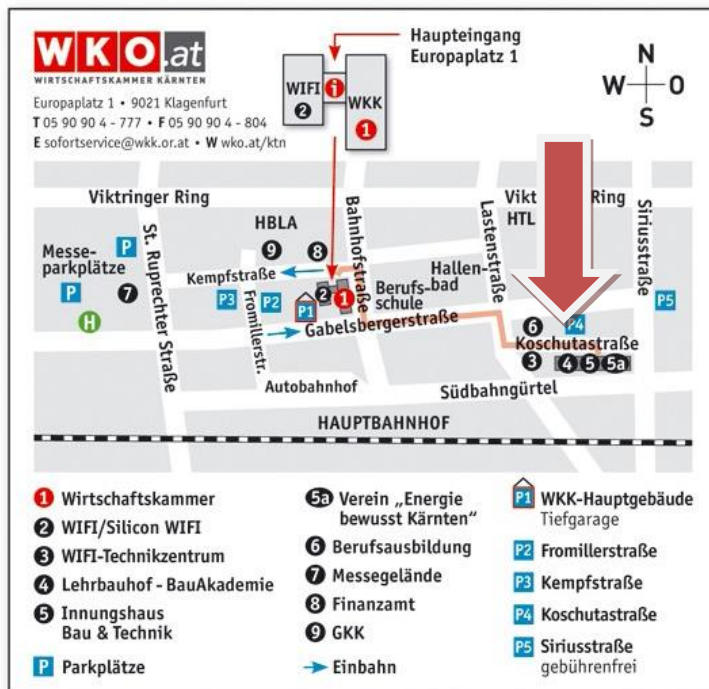 WKO.at
WIRTSCHAFTSKAMMER KÄRNTEN
Europaplatz 1 • 9021 Klagenfurt
T 05 90 90 4 - 777 • F 05 90 90 4 - 804
E sofortservice@wkk.or.at • W wko.at/ktn
Haupteingang
Europaplatz 1
WIFI
2
i
WKK
1
N
W O
S
Viktringer Ring
Ring
HTL
HBLA
9 8
St. Ruprechter Straße
Bahnhofstraße
Lastenstraße
Siriusstraße
Messe-
parkplätze
P
P
7
H
Kempfstraße
P3
P2
P1
2
1
Fromillerstr.
Berufs-
schule
Hallen-
bad
Gabelsbergerstraße
6
P4
P5
Koschutastraße
3 4 5 5a
Autobahnhof
Südbahngürtel
HAUPTBAHNHOF
1 Wirtschaftskammer
2 WIFI/Silicon WIFI
3 WIFI-Technikzentrum
4 Lehrbauhof - BauAkademie
5 Innungshaus
Bau & Technik
P Parkplätze
5a Verein „Energie
bewusst Kärnten“
6 Berufsausbildung
7 Messegelände
8 Finanzamt
9 GKK
Einbahn
P1 WKK-Hauptgebäude
Tiefgarage
P2 Fromillerstraße
P3 Kempfstraße
P4 Koschutastraße
P5 Siriusstraße
gebührenfrei